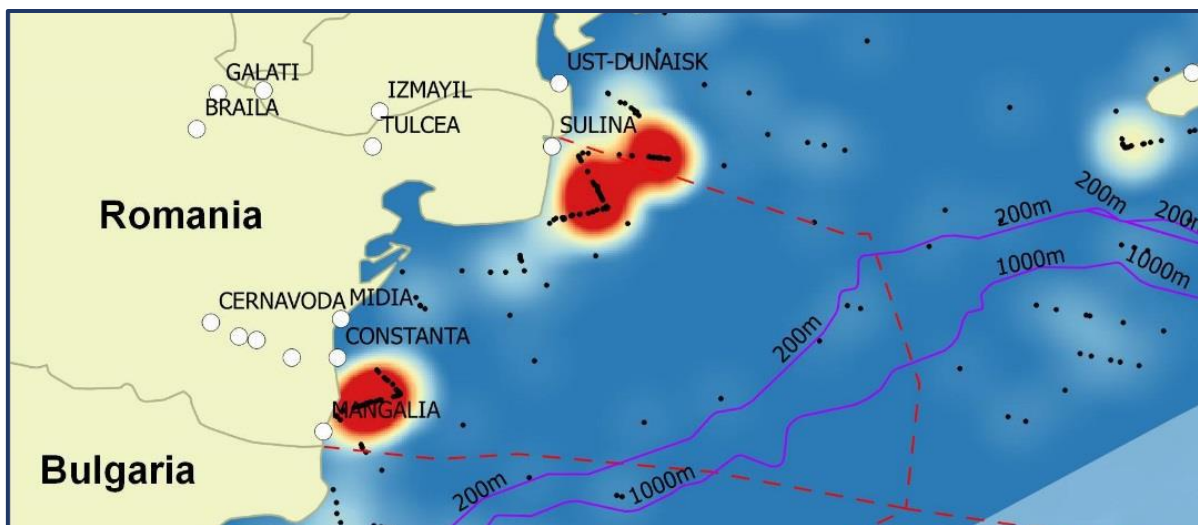 UST-DUNAISK
GALATI
IZMAYIL
BRAILA
TULCEA
SULINA
Romania
200m
200m
200m
1000m
1000m
CERNAVODA
MIDIA
CONSTANTA
200m
MANGALIA
Bulgaria
200m
1000m